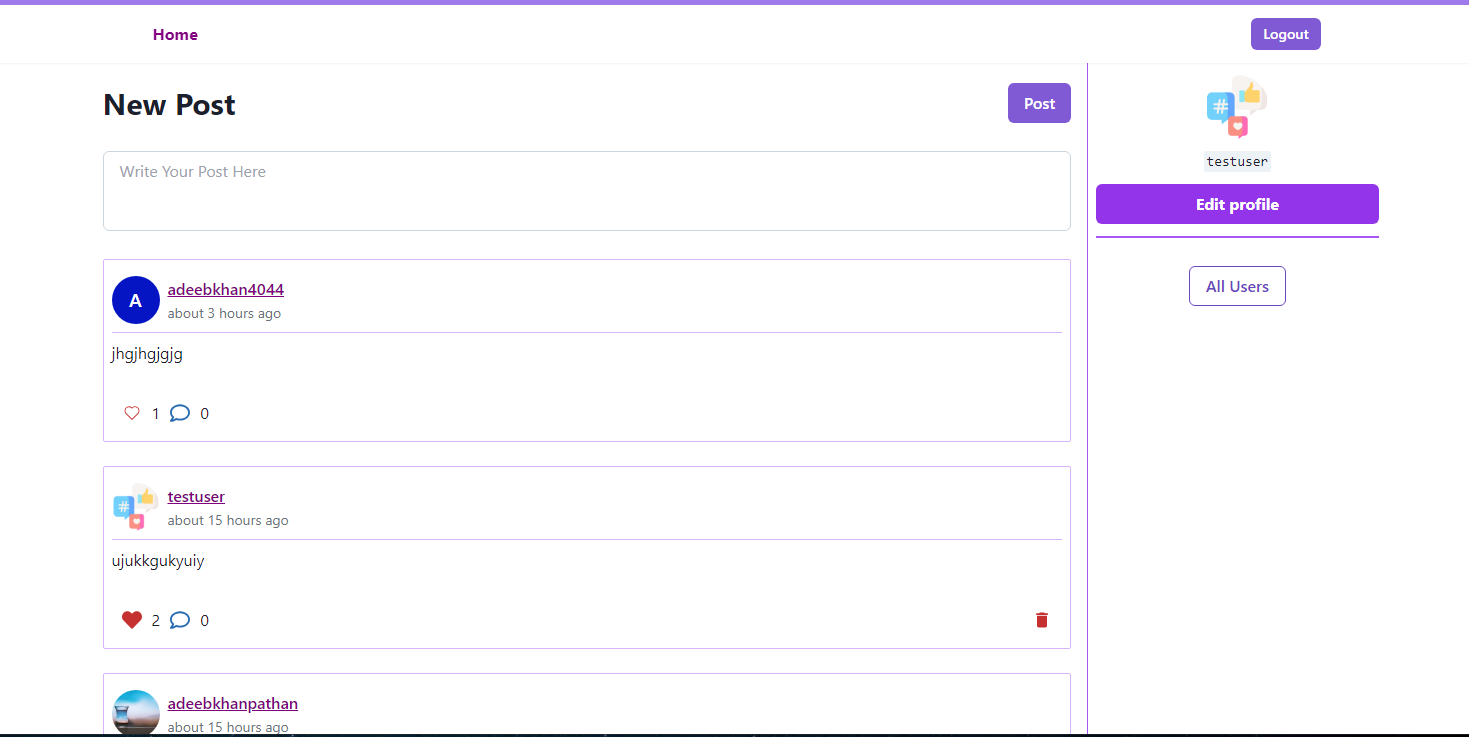 Home
Logout
New Post
Post
Write Your Post Here
A
adeebkhan4044
about 3 hours ago
jhgjhgjgjg
1
0
#
testuser
about 15 hours ago
ujukkgukyuiy
2
0
adeebkhanpathan
about 15 hours ago
#
testuser
Edit profile
All Users